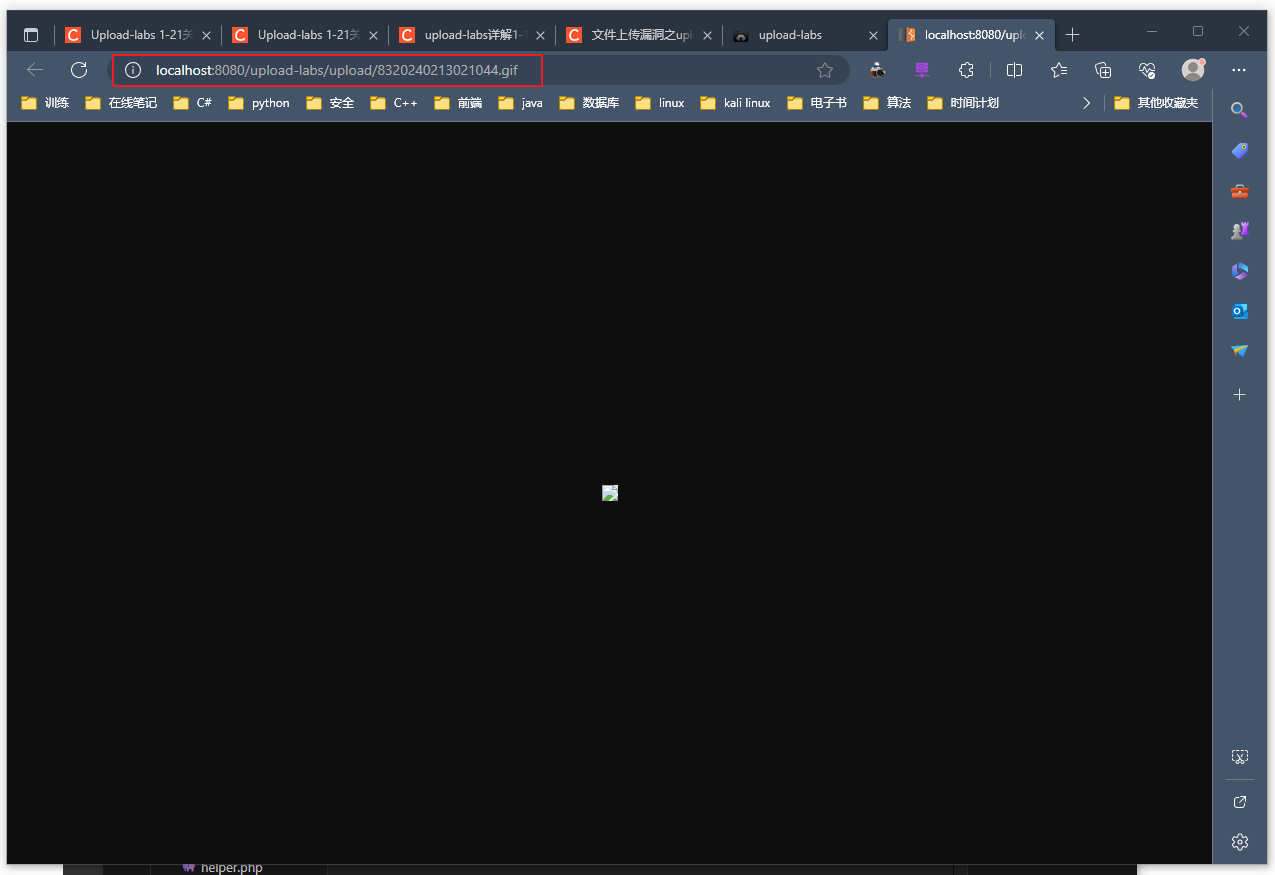 Upload-labs 1-21关 Upload-labs 1-21关 upload-labs详解1-1 文件上传漏洞之upl upload-labs localhost:8080/uplo
localhost:8080/upload-labs/upload/8320240213021044.gif
训练 在线笔记 C# python 安全 C++ 前端 java 数据库 linux kali linux 电子书 算法 时间计划 其他收藏夹
helper.php